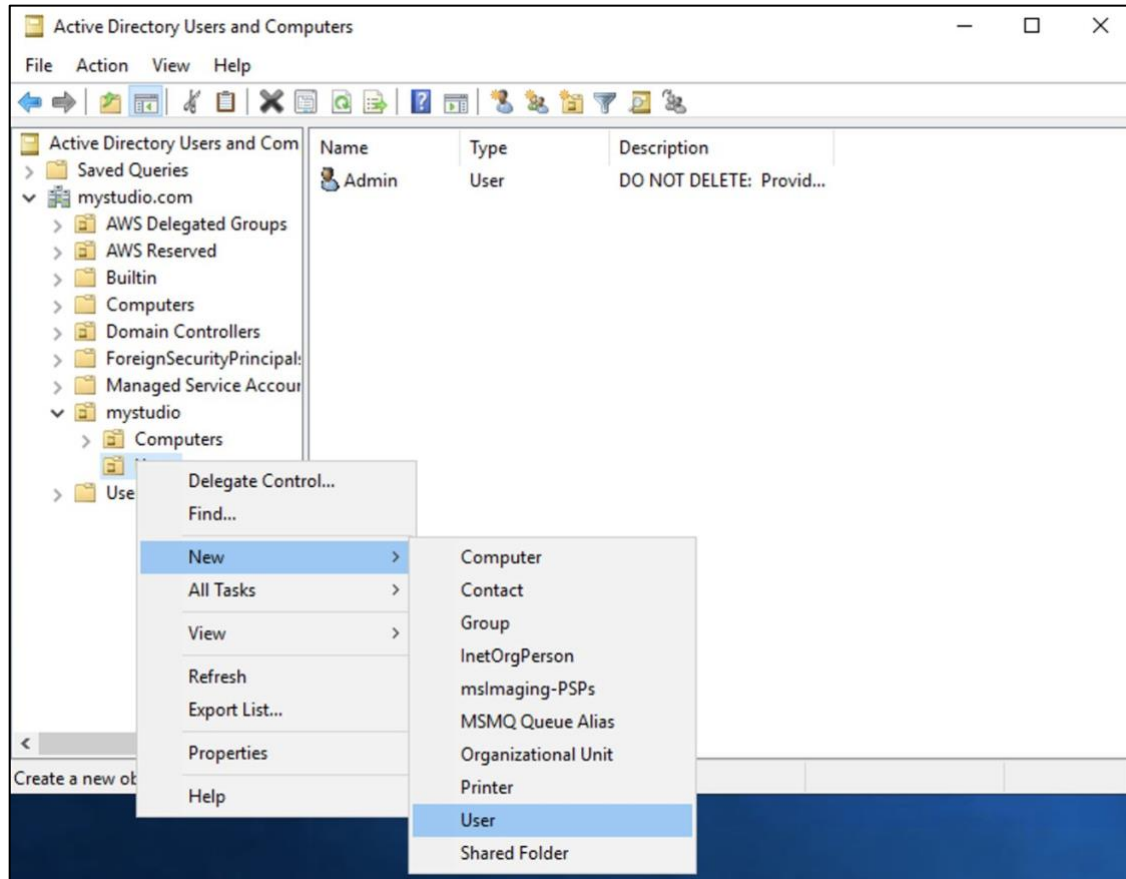 Active Directory Users and Computers
File Action View Help
Active Directory Users and Com
Saved Queries
mystudio.com
AWS Delegated Groups
AWS Reserved
Builtin
Computers
Domain Controllers
ForeignSecurityPrincipal
Managed Service Accour
mystudio
Computers
Use
Name Type Description
Admin User DO NOT DELETE: Provid...
Delegate Control...
Find...
New
All Tasks
View
Refresh
Export List...
Properties
Help
Computer
Contact
Group
InetOrgPerson
msImaging-PSPs
MSMQ Queue Alias
Organizational Unit
Printer
User
Shared Folder
Create a new ob